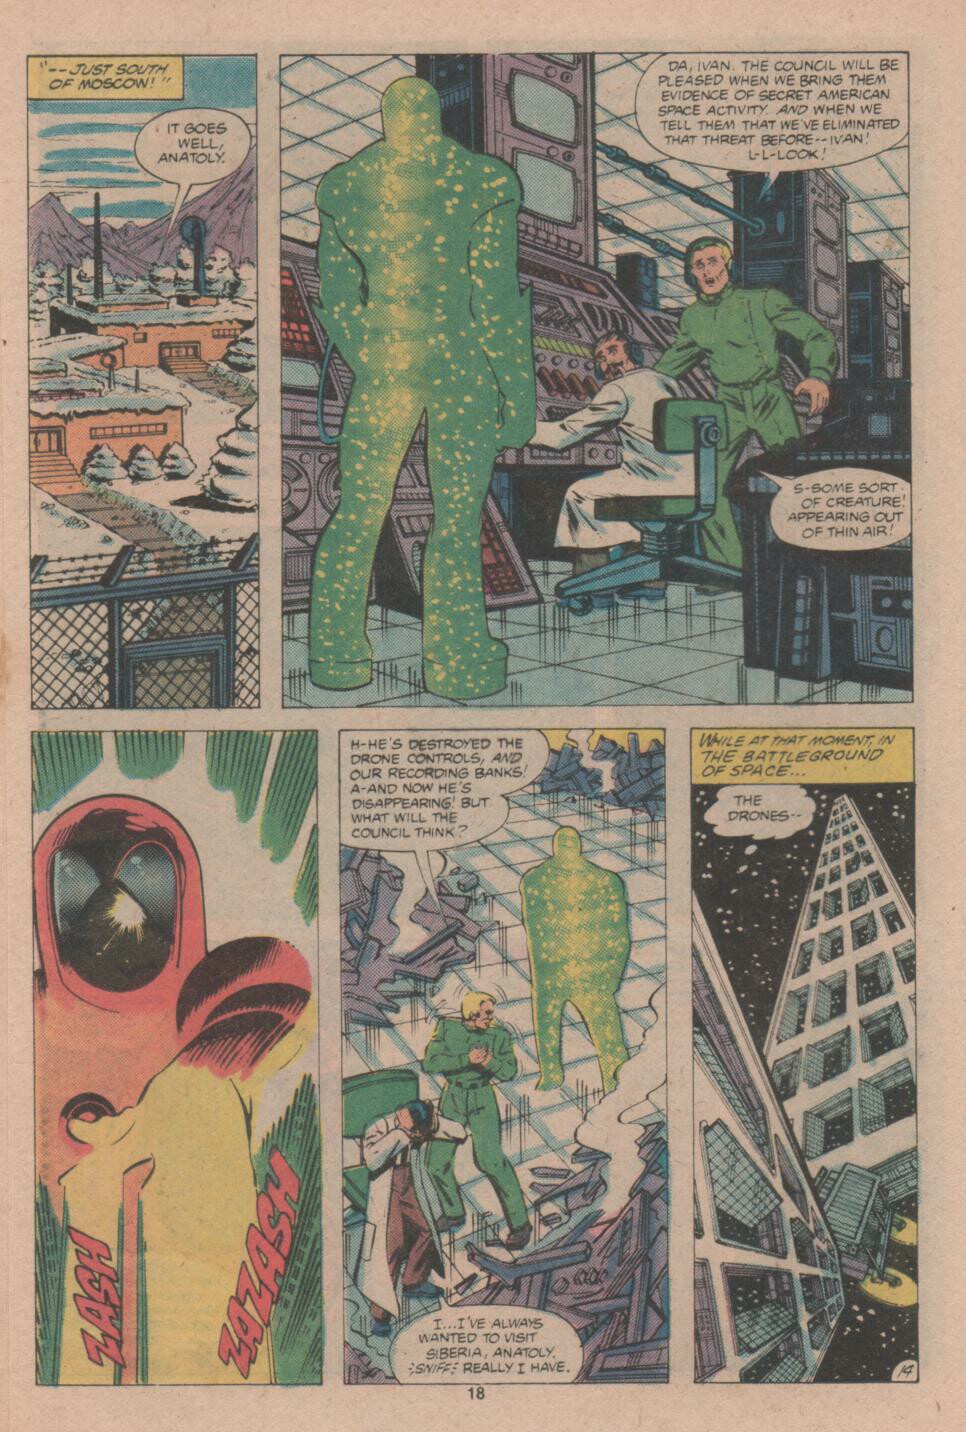 "--JUST SOUTH
OF MOSCOW!"
IT GOES
WELL,
ANATOLY.
DA, IVAN. THE COUNCIL WILL BE
PLEASED WHEN WE BRING THEM
EVIDENCE OF SECRET AMERICAN
SPACE ACTIVITY. AND WHEN WE
TELL THEM THAT WE'VE ELIMINATED
THAT THREAT BEFORE--IVAN!
L-L-LOOK!
S-SOME SORT
OF CREATURE!
APPEARING OUT
OF THIN AIR!
ZASH
ZAZASH
H-HE'S DESTROYED THE
DRONE CONTROLS, AND
OUR RECORDING BANKS!
A-AND NOW HE'S
DISAPPEARING! BUT
WHAT WILL THE
COUNCIL THINK?
I...I'VE ALWAYS
WANTED TO VISIT
SIBERIA, ANATOLY.
:SNIFF: REALLY I HAVE.
WHILE AT THAT MOMENT, IN
THE BATTLEGROUND
OF SPACE...
THE
DRONES--
14
18